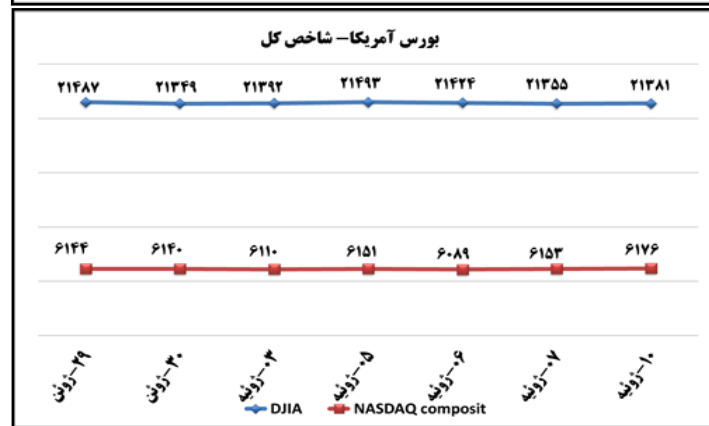 بورس آمریکا– شاخص کل
۲۱۴۸۷ ۲۱۳۴۹ ۲۱۳۹۲ ۲۱۴۹۳ ۲۱۴۲۴ ۲۱۳۵۵ ۲۱۳۸۱
۶۱۴۴ ۶۱۴۰ ۶۱۱۰ ۶۱۵۱ ۶۰۸۹ ۶۱۵۳ ۶۱۷۶
۲۹-ژوئن ۳۰-ژوئن ۰۳-ژوئیه ۰۵-ژوئیه ۰۶-ژوئیه ۰۷-ژوئیه ۱۰-ژوئیه
DJIA NASDAQ composit